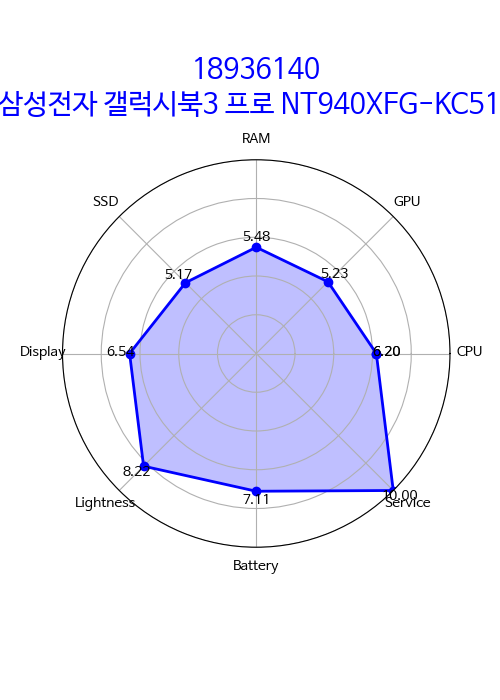 18936140
삼성전자 갤럭시북3 프로 NT940XFG-KC51
RAM
SSD
GPU
5.48
5.17
5.23
Display
6.54
6.20
CPU
8.22
7.11
10.00
Lightness
Service
Battery